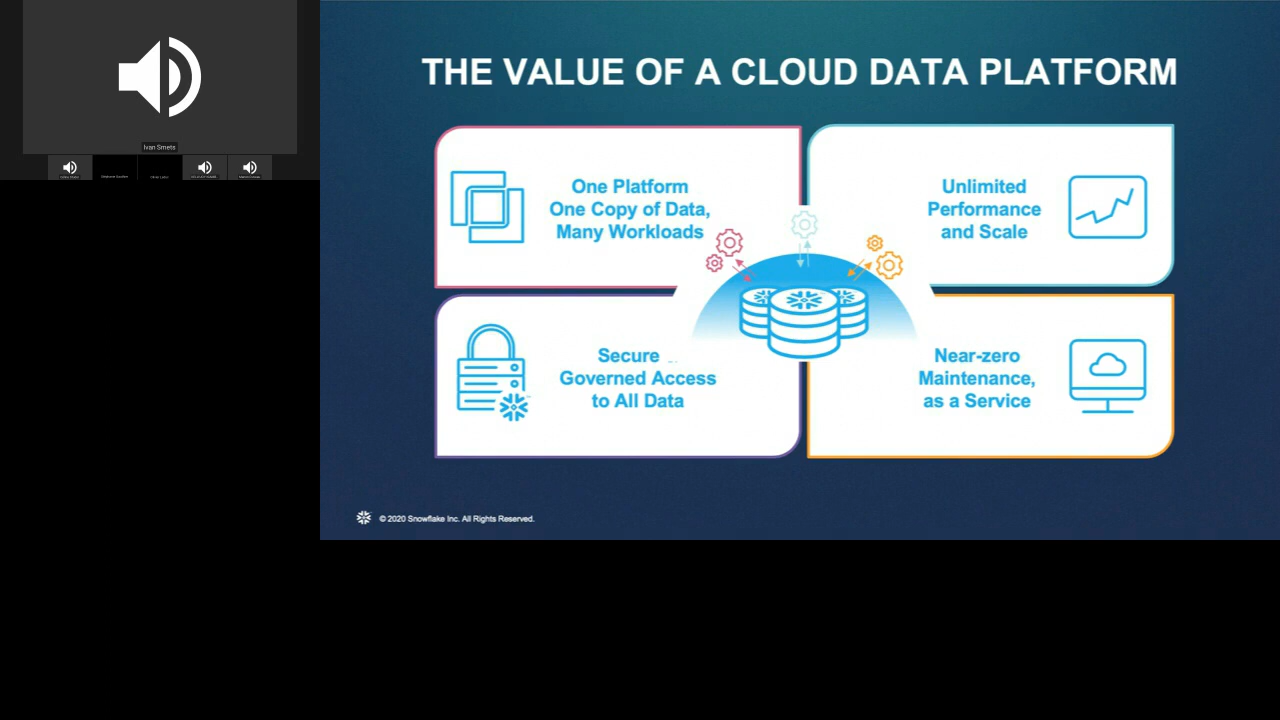 Ivan Smets
THE VALUE OF A CLOUD DATA PLATFORM
One Platform
One Copy of Data,
Many Workloads
Unlimited
Performance
and Scale
Secure
Governed Access
to All Data
Near-zero
Maintenance,
as a Service
© 2020 Snowflake Inc. All Rights Reserved.